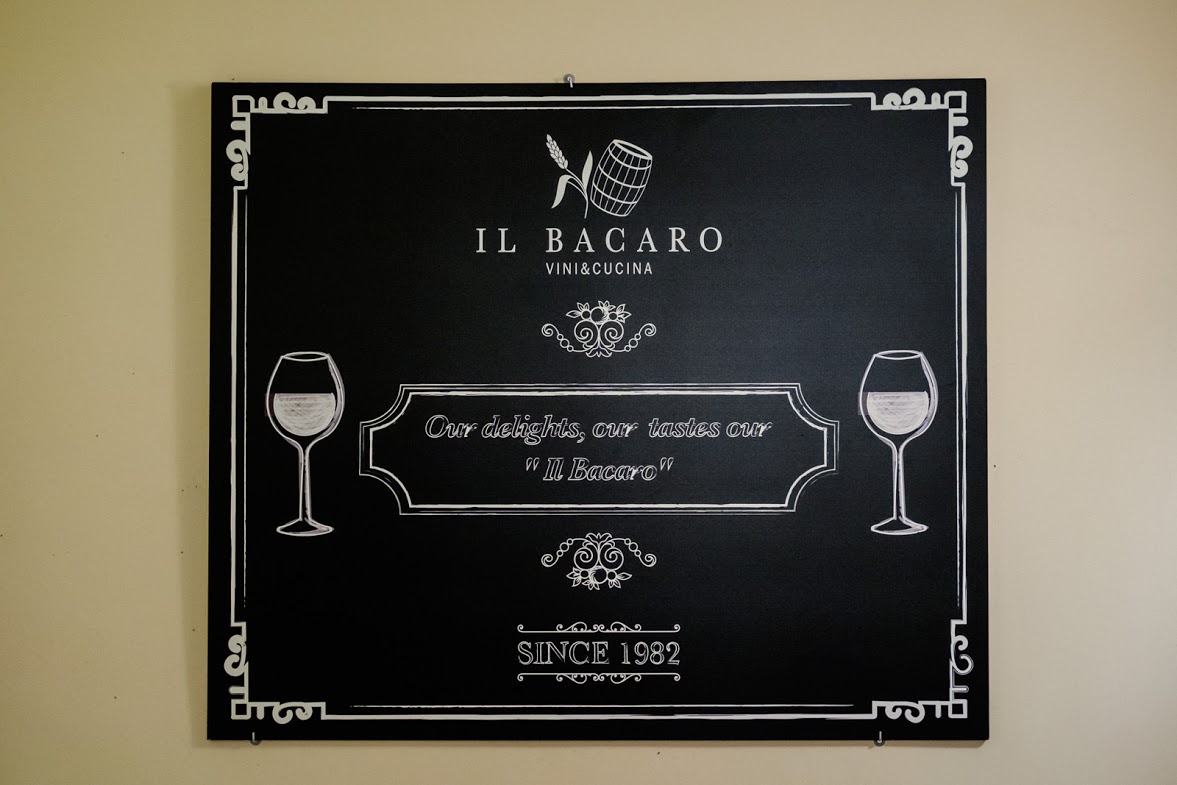 IL BACARO
VINI&CUCINA
Our delights, our tastes our
" Il Bacaro"
SINCE 1982